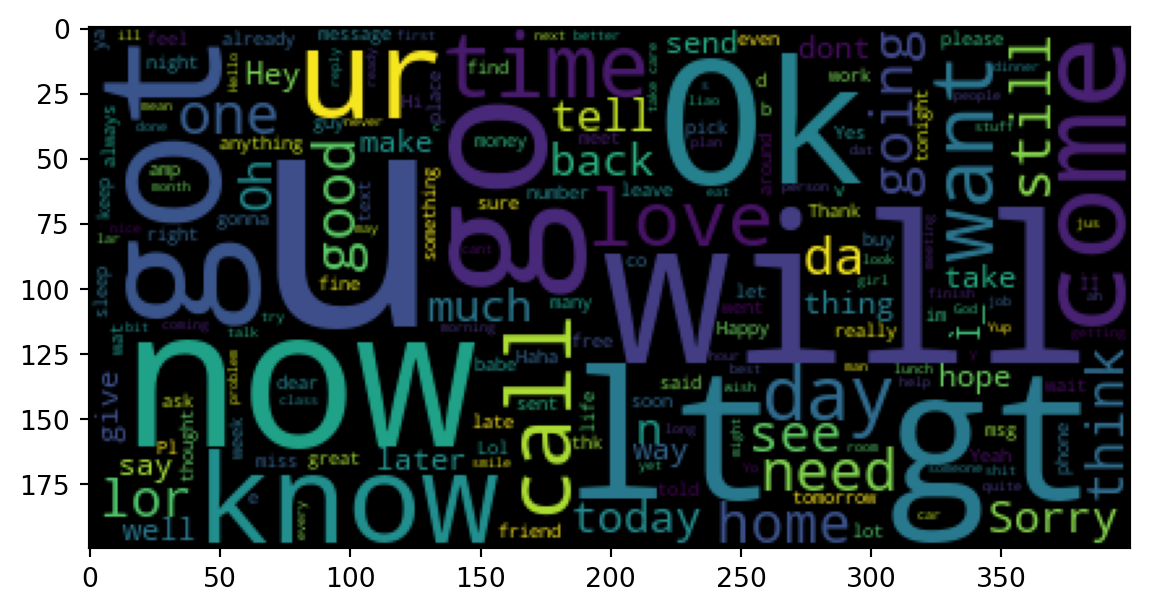 0
25
50
75
100
125
150
175
0 50 100 150 200 250 300 350
ya ill feel already message first next better send even dont going please still come
got night Hello Hey ur reply ready Hi place time find take care Ok work want dinner people
mean done one guy never tell d b s liao pick plan Yes dat tonight stuff
always anything make money meet back around
keep amp month Oh good text go number leave eat person v
u something sure love Thank
lar nice right gonna may cant will da buy look girl meeting jus
sleep fine much many co let went thing take ll ah
try Happy really finish im God job I Yup getting
wat bit coming talk morning free hour Y
now babe Haha call lt best man lunch help hope think
give problem dear class said wish day wait
ask sent life soon gt
Pl thought week late thk n long might see room msg phone
say miss great later Lol smile way yet Yo need someone Yeah shit quite
lor know e told tomorrow car
well every friend today home lot Sorry